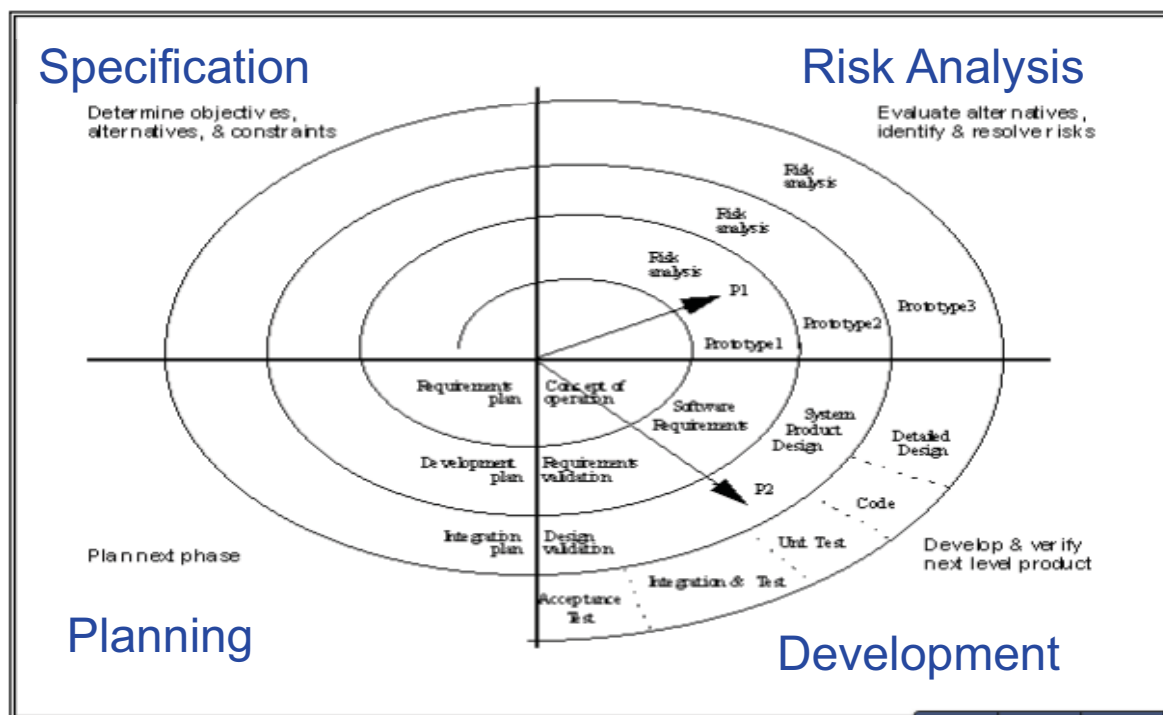 Specification
Risk Analysis
Determine objectives,
alternatives, & constraints
Evaluate alternatives,
identify & resolve risks
Risk
analysis
Risk
analysis
Risk
analysis
P1
Prototype1
Prototype2
Prototype3
Requirements
plan
Concept of
operation
Software
Requirements
System
Product
Design
Detailed
Design
Development
plan
Requirements
validation
P2
Code
Integration
plan
Design
validation
Unit Test
Integration & Test
Acceptance
Test
Plan next phase
Develop & verify
next level product
Planning
Development